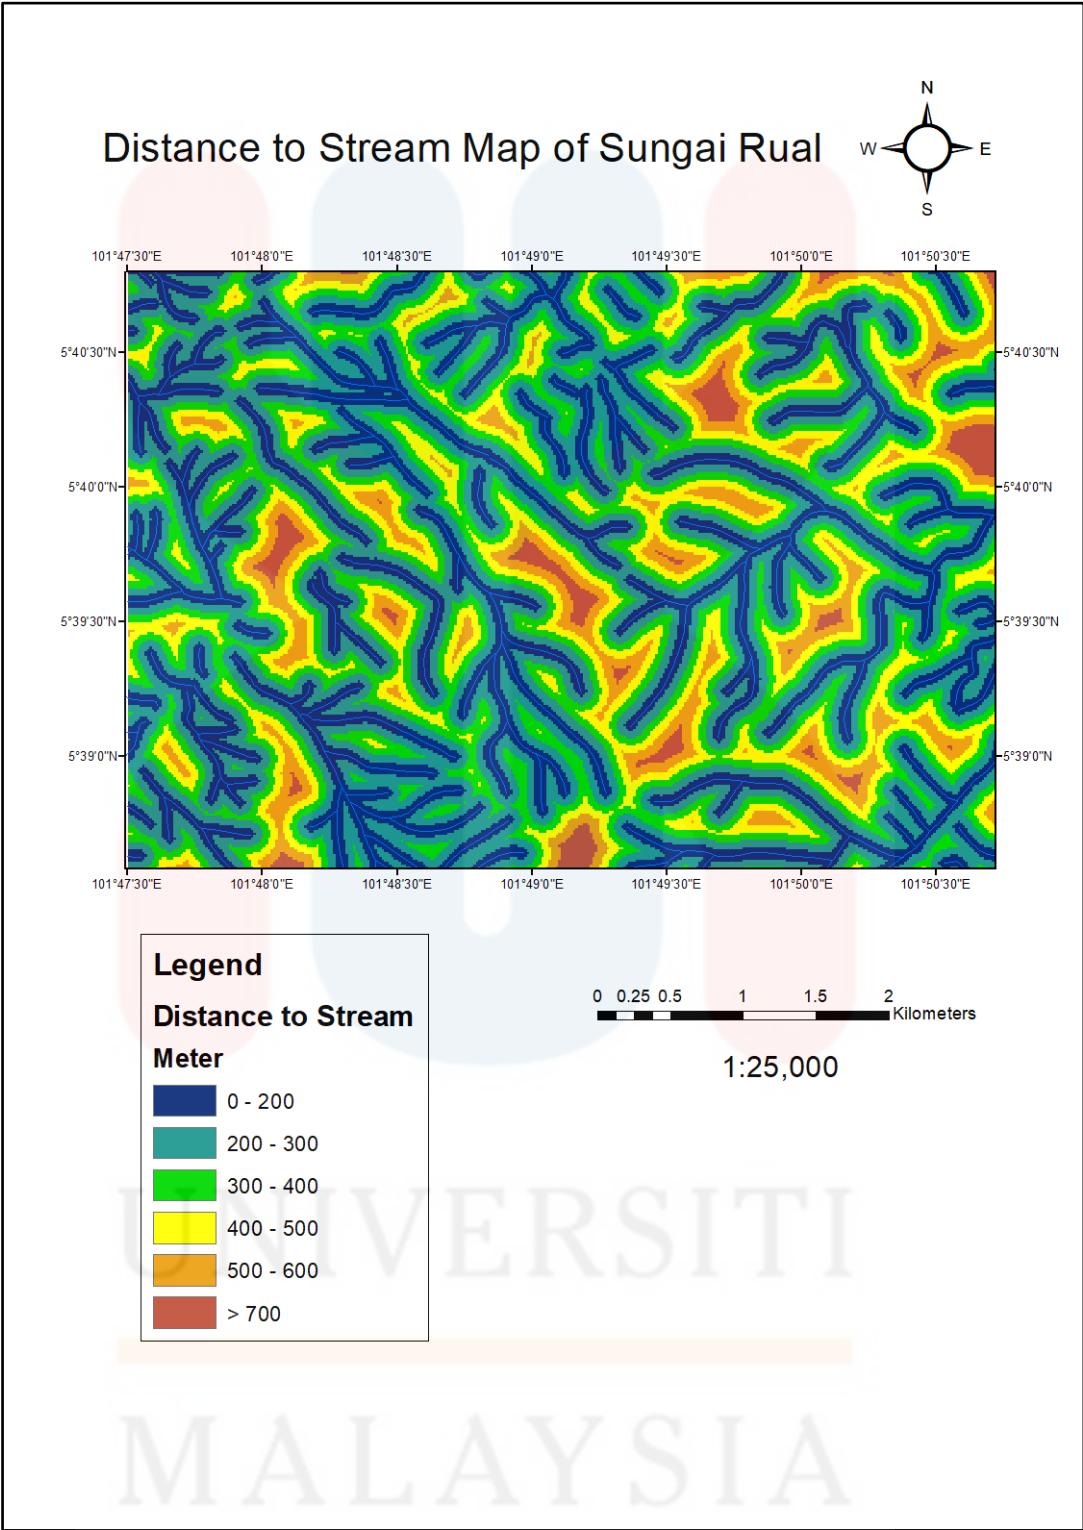 N
Distance to Stream Map of Sungai Rual
W E
S
101°47'30"E 101°48'0"E 101°48'30"E 101°49'0"E 101°49'30"E 101°50'0"E 101°50'30"E
5°40'30"N 5°40'30"N
5°40'0"N 5°40'0"N
5°39'30"N 5°39'30"N
5°39'0"N 5°39'0"N
101°47'30"E 101°48'0"E 101°48'30"E 101°49'0"E 101°49'30"E 101°50'0"E 101°50'30"E
Legend
Distance to Stream
Meter
0 - 200
200 - 300
300 - 400
400 - 500
500 - 600
> 700
0 0.25 0.5 1 1.5 2
Kilometers
1:25,000
UNIVERSITI
MALAYSIA